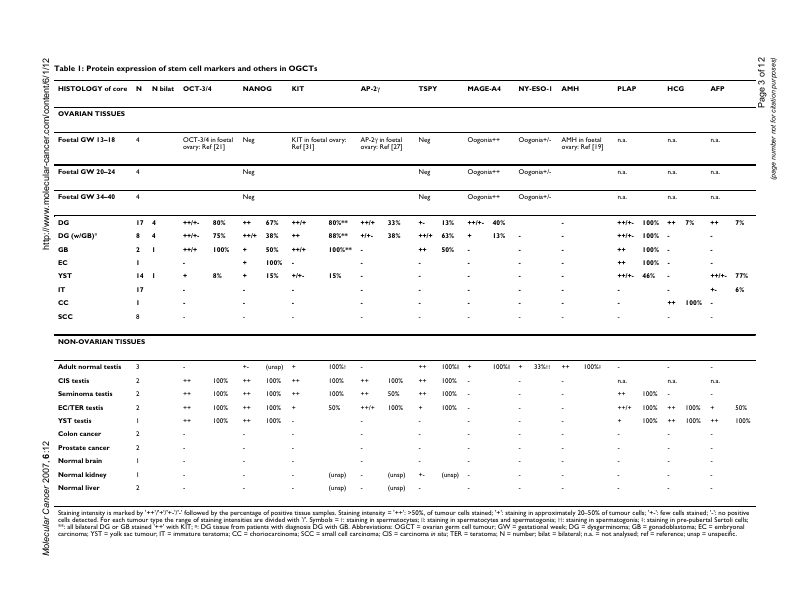 Table 1: Protein expression of stem cell markers and others in OGCTs
HISTOLOGY of core N N bilat OCT-3/4 NANOG KIT AP-2γ TSPY MAGE-A4 NY-ESO-1 AMH PLAP HCG AFP
OVARIAN TISSUES
Foetal GW 13–18 4 OCT-3/4 in foetal ovary: Ref [21] Neg KIT in foetal ovary: Ref [31] AP-2γ in foetal ovary: Ref [27] Neg Oogonis++ Oogonis+/- AMH in foetal ovary: Ref [19] n.a. n.a. n.a.
Foetal GW 20–24 4 Neg Neg Oogonis++ Oogonis+/-
Foetal GW 34–40 4 Neg Neg Oogonis++ Oogonis+/-
DG 17 4 ++/+- 80% ++ 67% ++/+ 80%** ++/+ 33% +- 13% ++/+- 40% - ++/+- 100% ++ 7% ++ 7%
DG (w/GB)° 8 4 ++/+- 75% ++/+ 38% ++ 88%** +/+- 38% ++/+ 63% + 13% - ++/+- 100% - -
GB 2 1 ++/+ 100% + 50% ++/+ 100%** - ++ 50% - - - ++ 100% - -
EC 1 - + 100% - - - - - - ++ 100% - -
YST 14 1 + 8% + 15% +/+- 15% - - - - - ++/+- 46% - ++/+- 77%
IT 17 - - - - - - - - - - +- 6%
CC 1 - - - - - - - - - ++ 100% -
SCC 8 - - - - - - - - - - -
NON-OVARIAN TISSUES
Adult normal testis 3 - +- (unsp) + 100% - ++ 100% + 100% + 33% ++ 100% - - -
CIS testis 2 ++ 100% ++ 100% ++ 100% ++ 100% ++ 100% - - - n.a. n.a. n.a.
Seminoma testis 2 ++ 100% ++ 100% ++ 100% ++ 50% ++ 100% - - - ++ 100% - -
EC/TER testis 2 ++ 100% ++ 100% + 50% ++/+ 100% + 100% - - - ++/+ 100% ++ 100% + 50%
YST testis 1 ++ 100% ++ 100% - - - - - - + 100% ++ 100% ++ 100%
Colon cancer 2 - - - - - - - - - - -
Prostate cancer 2 - - - - - - - - - - -
Normal brain 1 - - - - - - - - - - -
Normal kidney 1 - - (unsp) - (unsp) +- (unsp) - - - - - -
Normal liver 2 - - (unsp) - (unsp) - - - - - - -
Staining intensity is marked by '++'/'+'/'+-'/'-' followed by the percentage of positive tissue samples. Staining intensity = '++': >50%, of tumour cells stained; '+': staining in approximately 20–50% of tumour cells; '+-': few cells stained; '-': no positive
cells detected. For each tumour type the range of staining intensities are divided with '/'. Symbols = staining in spermatocytes; staining in spermatocytes and spermatogonia; staining in spermatogonia; staining in pre-pubertal Sertoli cells;
**: all bilateral DG or GB stained '++' with KIT; °: DG tissue from patients with diagnosis DG with GB. Abbreviations: OGCT = ovarian germ cell tumour; GW = gestational week; DG = dysgerminoma; GB = gonadoblastoma; EC = embryonal
carcinoma; YST = yolk sac tumour; IT = immature teratoma; CC = choriocarcinoma; SCC = small cell carcinoma; CIS = carcinoma in situ; TER = teratoma; N = number; bilat = bilateral; n.a. = not analysed; ref = reference; unsp = unspecific.
Molecular Cancer 2007, 6:12
http://www.molecular-cancer.com/content/6/1/12
Page 3 of 12
(page number not for citation purposes)